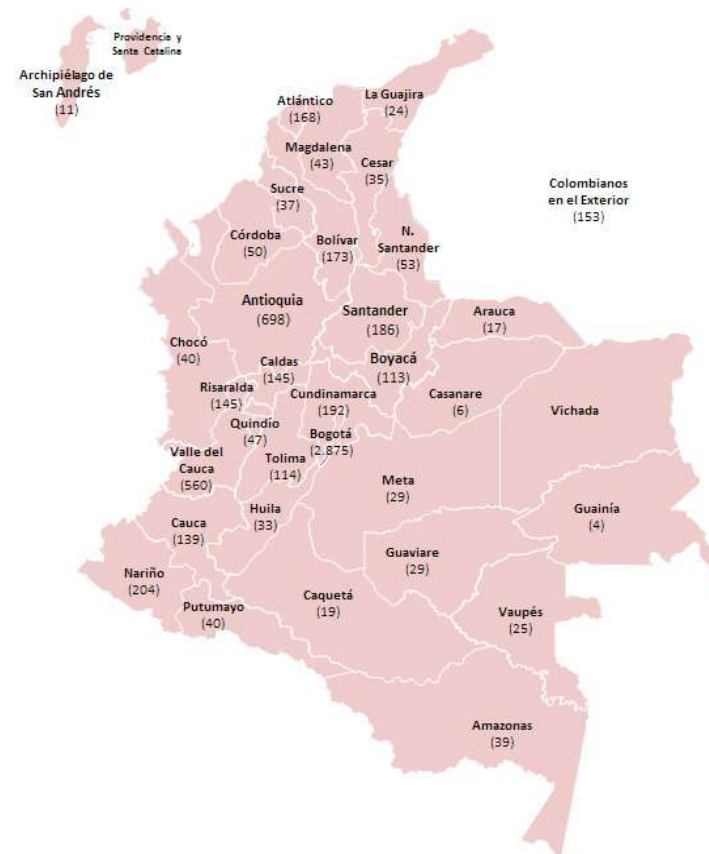 Providencia y
Santa Catalina
Archipiélago de
San Andrés
(11)
La Guajira
(24)
Atlántico
(168)
Magdalena
(43)
Cesar
(35)
Sucre
(37)
Colombianos
en el Exterior
(153)
Córdoba
(50)
Bolívar
(173)
N.
Santander
(53)
Antioquia
(698)
Santander
(186)
Arauca
(17)
Chocó
(40)
Caldas
(145)
Boyacá
(113)
Risaralda
(145)
Cundinamarca
(192)
Casanare
(6)
Vichada
Quindío
(47)
Bogotá
(2.875)
Valle del
Cauca
(560)
Tolima
(114)
Meta
(29)
Huila
(33)
Guainía
(4)
Cauca
(139)
Guaviare
(29)
Nariño
(204)
Caquetá
(19)
Putumayo
(40)
Vaupés
(25)
Amazonas
(39)